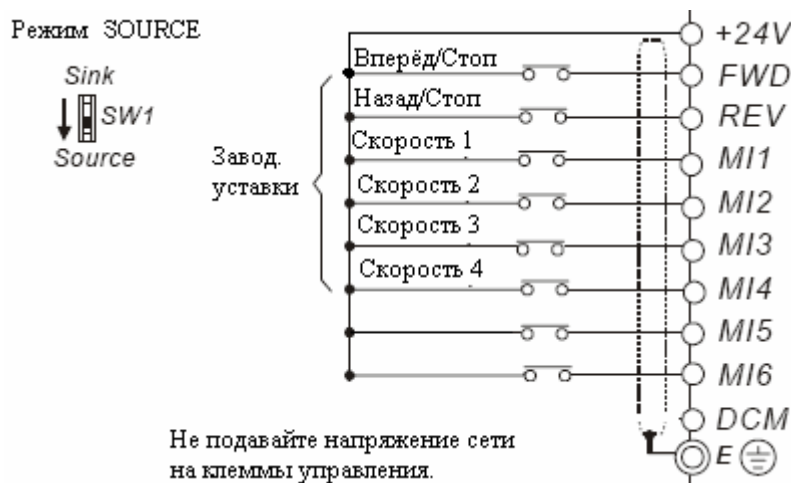 Режим SOURCE
Sink
SW1
Source
Завод.
уставки
Вперёд/Стоп
Назад/Стоп
Скорость 1
Скорость 2
Скорость 3
Скорость 4
+24V
FWD
REV
MI1
MI2
MI3
MI4
MI5
MI6
DCM
E
Не подавайте напряжение сети
на клеммы управления.